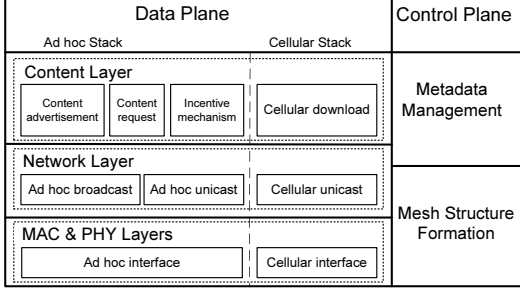 Data Plane
Control Plane
Ad hoc Stack
Cellular Stack
Content Layer
Content
advertisement
Content
request
Incentive
mechanism
Cellular download
Metadata
Management
Network Layer
Ad hoc broadcast
Ad hoc unicast
Cellular unicast
Mesh Structure
Formation
MAC & PHY Layers
Ad hoc interface
Cellular interface